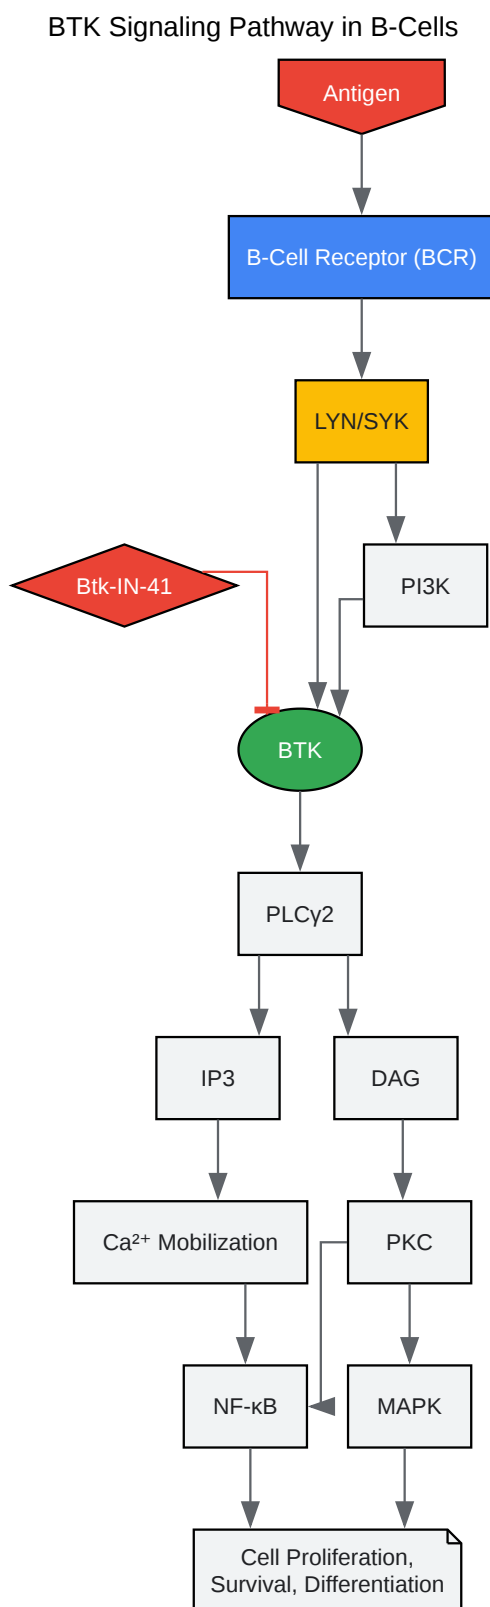 BTK Signaling Pathway in B-Cells
Antigen
B-Cell Receptor (BCR)
LYN/SYK
Btk-IN-41
PI3K
BTK
PLCγ2
IP3
DAG
Ca²⁺ Mobilization
PKC
NF-κB
MAPK
Cell Proliferation,
Survival, Differentiation